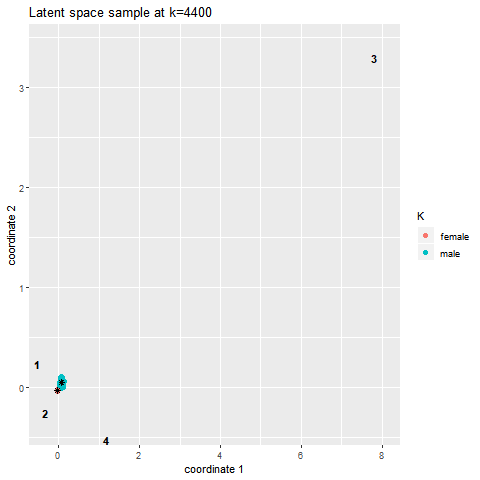 Latent space sample at k=4400
3
3
2
1
0
1
2
4
0
2
4
6
8
coordinate 1
coordinate 2
K
female
male